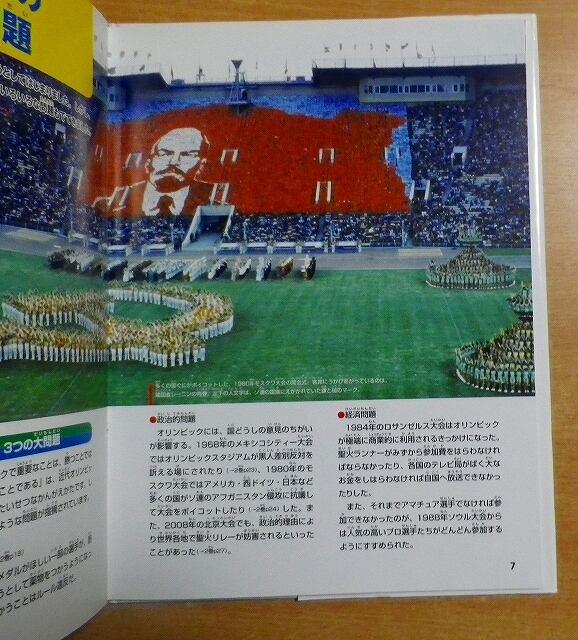 題
3つの大問題
多くの国ぐにがボイコットした、1980年モスクワ大会の開会式。客席にうかびあがっているのは、
●政治的問題
オリンピックには、国どうしの意見のちがい
が影響する。1968年のメキシコシティー大会
ではオリンピックスタジアムが黒人差別反対を
訴える場にされたり（→2巻p23）、1980年のモ
スクワ大会ではアメリカ・西ドイツ・日本など
多くの国がソ連のアフガニスタン侵攻に抗議し
て大会をボイコットしたり（→2巻p24）した。ま
た、2008年の北京大会でも、政治的理由によ
り世界各地で聖火リレーが妨害されるといった
ことがあった（→2巻p27）。
●経済問題
1984年のロサンゼルス大会はオリンピック
が極端に商業的に利用されるきっかけになった。
聖火ランナーがみずから参加費をはらわなけれ
ばならなかったり、各国のテレビ局がばく大な
お金をしはらわなければ自国へ放送できなかっ
たりした。
また、それまでアマチュア選手でなければ参
加できなかったのが、1988年ソウル大会から
は人気の高いプロ選手たちがどんどん参加する
ようにすすめられた。
7